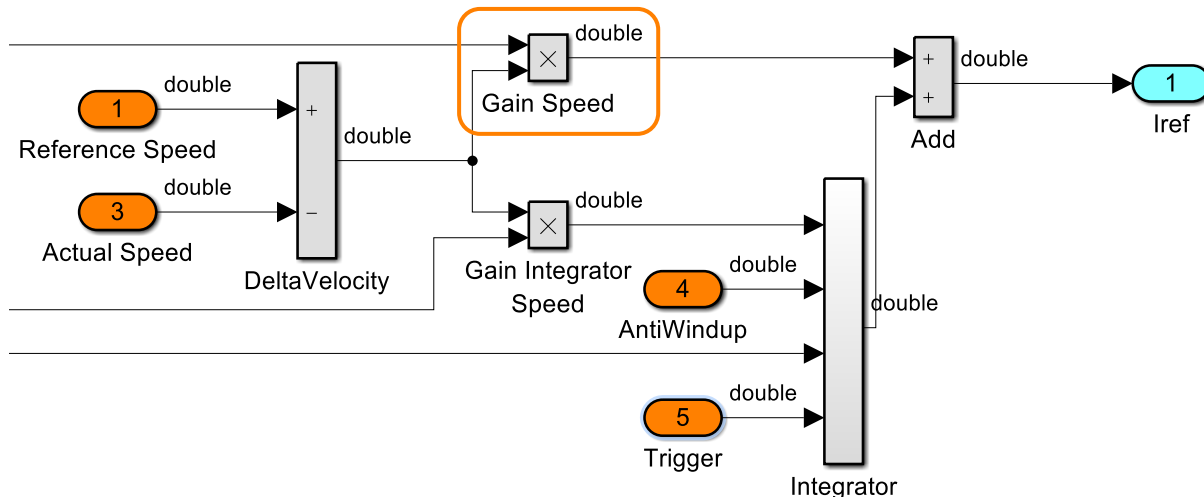 double
×
Gain Speed
+
+
double
Add
1
Iref
double
1
Reference Speed
+
double
double
3
Actual Speed
−
DeltaVelocity
double
×
Gain Integrator
Speed
double
4
AntiWindup
double
double
5
Trigger
Integrator